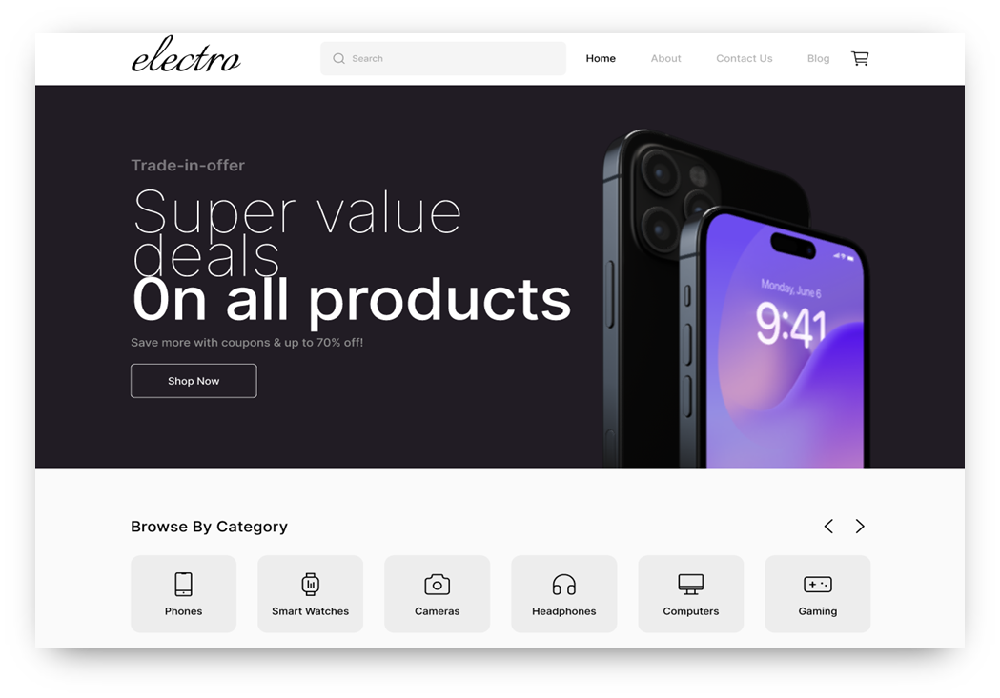 electro
Search
Home
About
Contact Us
Blog
Trade-in-offer
Super value
deals
0n all products
Save more with coupons & up to 70% off!
Shop Now
Monday, June 6
9:41
Browse By Category
Phones
Smart Watches
Cameras
Headphones
Computers
Gaming